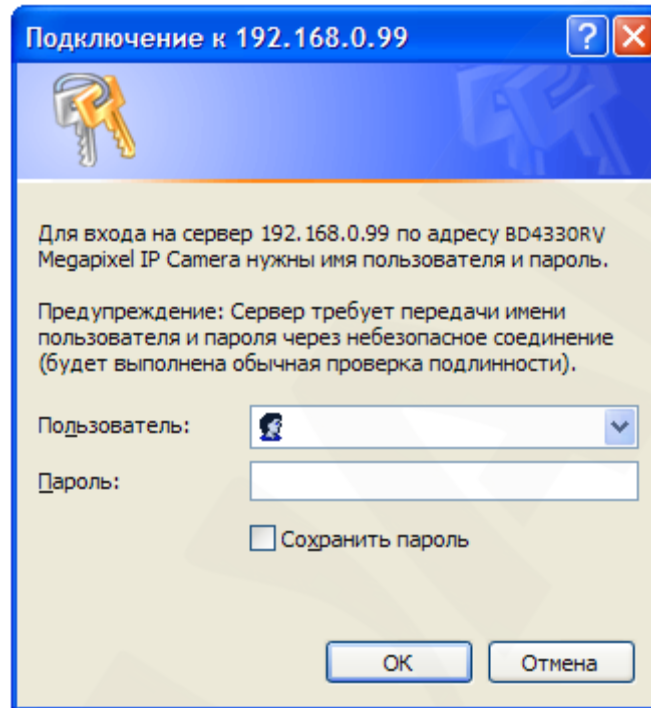 Подключение к 192.168.0.99
Для входа на сервер 192.168.0.99 по адресу BD4330RV
Megapixel IP Camera нужны имя пользователя и пароль.
Предупреждение: Сервер требует передачи имени
пользователя и пароля через небезопасное соединение
(будет выполнена обычная проверка подлинности).
Пользователь:
Пароль:
Сохранить пароль
ОК
Отмена